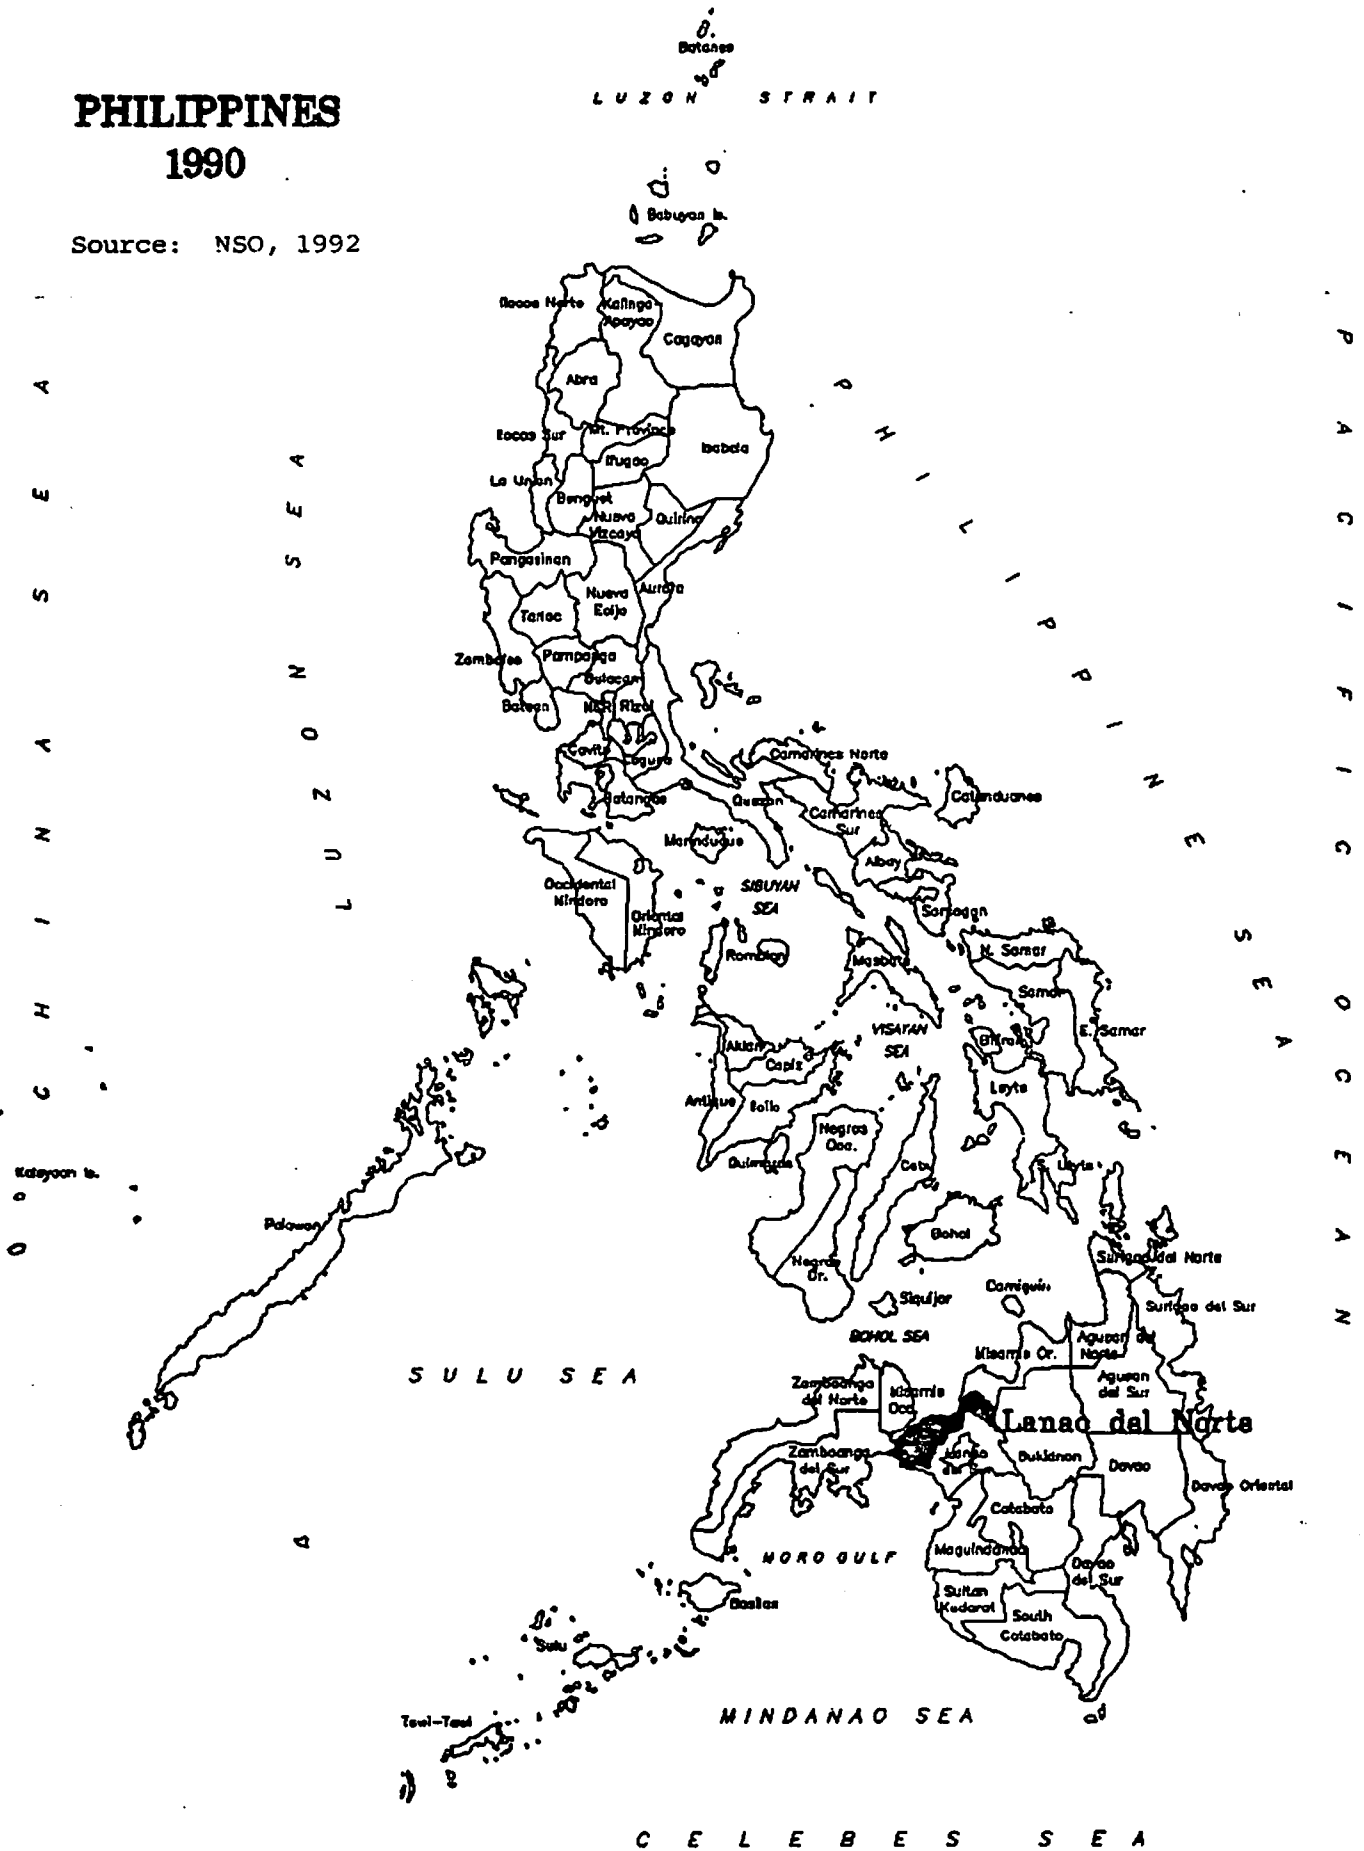 Batanes
LUZON STRAIT
PHILIPPINES
1990
Source: NSO, 1992
Babuyan Is.
Ilocos Norte
Kalinga-
Apayao
Cagayan
Abra
Ilocos Sur
Mt. Province
Ifugao
Isabela
La Union
Benguet
Nueva
Vizcaya
Quirino
Pangasinan
Nueva
Ecija
Aurora
Tarlac
Zambales
Pampanga
Bulacan
Bataan
NCR
Rizal
Cavite
Laguna
Batangas
Quezon
Camarines Norte
Camarines
Sur
Catanduanes
Marinduque
Albay
Occidental
Mindoro
Oriental
Mindoro
SIBUYAN
SEA
Sorsogon
Romblon
Masbate
N. Samar
Samar
E. Samar
VISAYAN
SEA
Biliran
Aklan
Capiz
Antique
Iloilo
Leyte
Negros
Occ.
Guimaras
Cebu
S. Leyte
Kalayaan Is.
Palawan
Bohol
Negros
Or.
Siquijor
Camiguin
Surigao del Norte
Surigao del Sur
BOHOL SEA
Misamis Or.
Agusan del
Norte
SULU SEA
Zamboanga
del Norte
Misamis
Occ.
Agusan
del Sur
Lanao del Norte
Zamboanga
del Sur
Lanao
del S
Bukidnon
Davao
Davao Oriental
Cotabato
MORO GULF
Maguindanao
Davao
del Sur
Basilan
Sultan
Kudarat
South
Cotabato
Sulu
Tawi-Tawi
MINDANAO SEA
CELEBES SEA
CHINA SEA
LUZON SEA
PHILIPPINE SEA
PACIFIC OCEAN